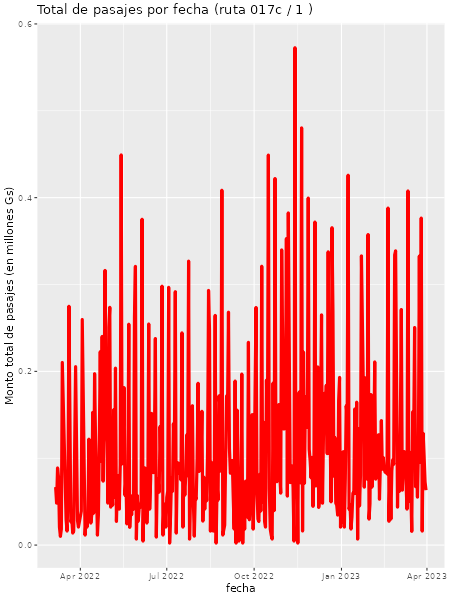 Total de pasajes por fecha (ruta 017c / 1 )
Monto total de pasajes (en millones Gs)
0.6
0.4
0.2
0.0
Apr 2022
Jul 2022
Oct 2022
Jan 2023
Apr 2023
fecha